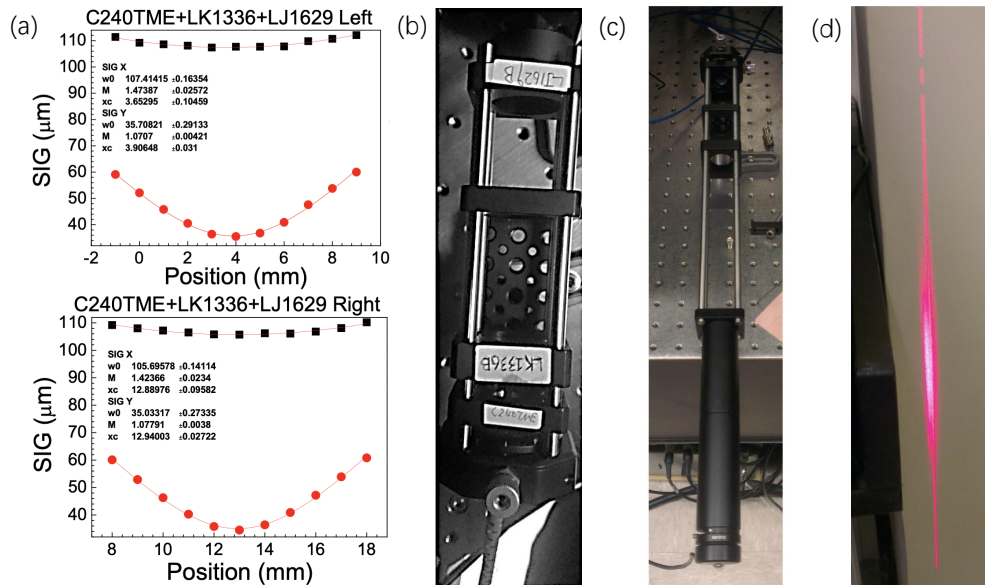 (a)
C240TME+LK1336+LJ1629 Left
SIG (μm)
110
100
90
80
70
60
50
40
SIG X
w0 107.41415 ±0.16354
M 1.47387 ±0.02572
xc 3.65295 ±0.10459
SIG Y
w0 35.70821 ±0.29133
M 1.0707 ±0.00421
xc 3.90648 ±0.031
-2 0 2 4 6 8 10
Position (mm)
C240TME+LK1336+LJ1629 Right
SIG (μm)
110
100
90
80
70
60
50
40
SIG X
w0 105.69578 ±0.14114
M 1.42366 ±0.0234
xc 12.88976 ±0.09582
SIG Y
w0 35.03317 ±0.27335
M 1.07791 ±0.0038
xc 12.94003 ±0.02722
8 10 12 14 16 18
Position (mm)
(b)
LJ1629B
LK1336B
(c)
(d)